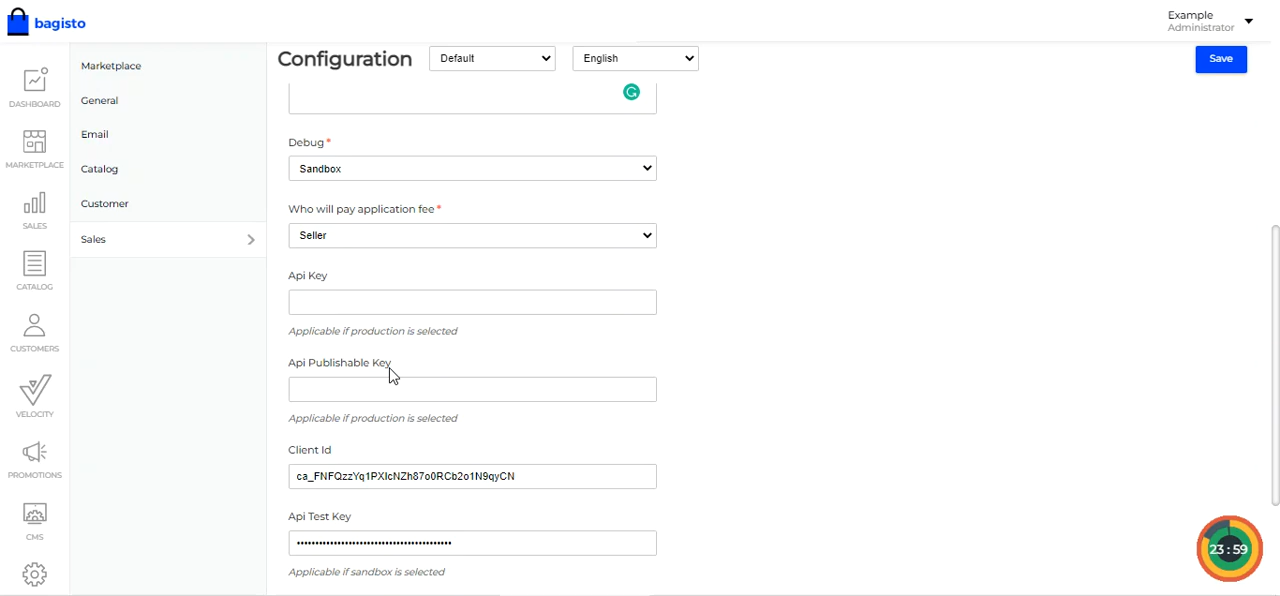 bagisto
Example
Administrator
Configuration
Default
English
Save
DASHBOARD
MARKETPLACE
SALES
CATALOG
CUSTOMERS
VELOCITY
PROMOTIONS
CMS
Marketplace
General
Email
Catalog
Customer
Sales
Debug *
Sandbox
Who will pay application fee *
Seller
Api Key
Applicable if production is selected
Api Publishable Key
Applicable if production is selected
Client Id
ca_FNFQzzYq1PXIcNZh87o0RCb2o1N9qyCN
Api Test Key
Applicable if sandbox is selected
23:59